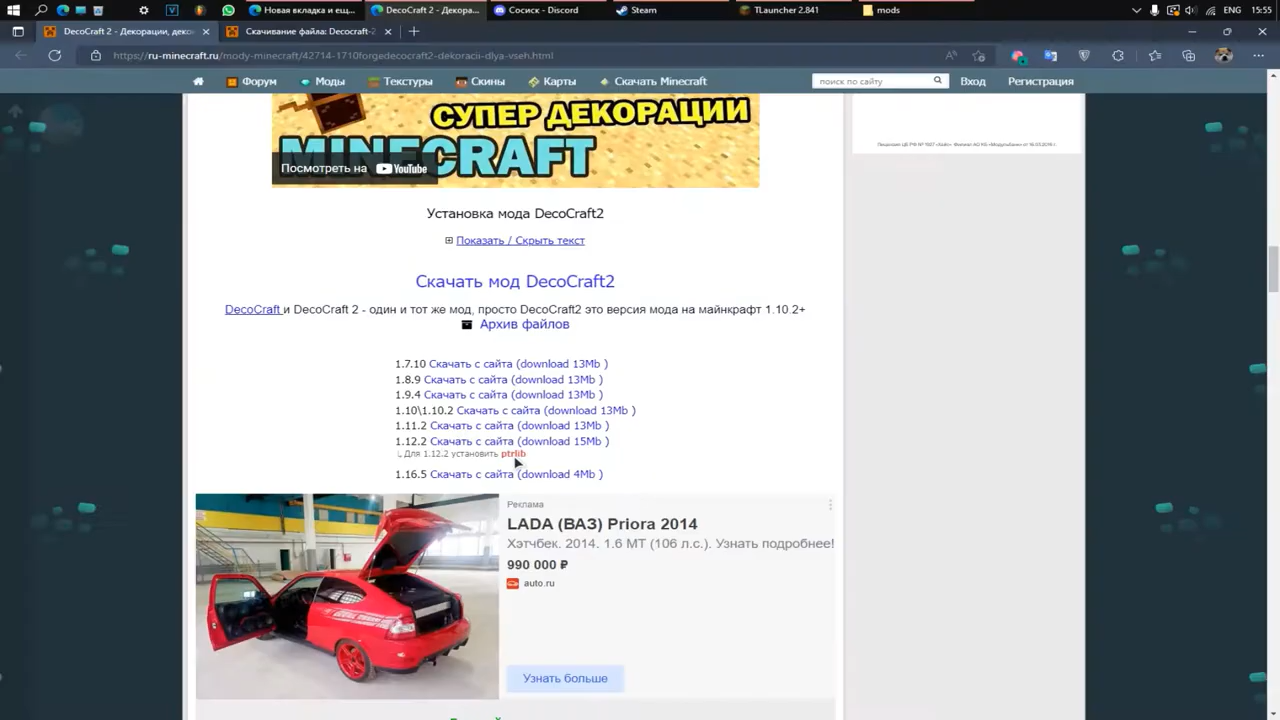 Новая вкладка и ещ...
DecoCraft 2 - Декора...
Сосиск - Discord
Steam
TLauncher 2.841
mods
ENG
15:55
DecoCraft 2 - Декорации, деко
Скачивание файла: Decocraft-2
https://ru-minecraft.ru/mody-minecraft/42714-1710forgedecocraft2-dekoracii-dlya-vseh.html
Форум
Моды
Текстуры
Скины
Карты
Скачать Minecraft
поиск по сайту
Вход
Регистрация
СУПЕР ДЕКОРАЦИИ
MINECRAFT
Посмотреть на YouTube
Установка мода DecoCraft2
Показать / Скрыть текст
Скачать мод DecoCraft2
DecoCraft и DecoCraft 2 - один и тот же мод, просто DecoCraft2 это версия мода на майнкрафт 1.10.2+
Архив файлов
1.7.10 Скачать с сайта (download 13Mb )
1.8.9 Скачать с сайта (download 13Mb )
1.9.4 Скачать с сайта (download 13Mb )
1.10\1.10.2 Скачать с сайта (download 13Mb )
1.11.2 Скачать с сайта (download 13Mb )
1.12.2 Скачать с сайта (download 15Mb )
Для 1.12.2 установить ptrlib
1.16.5 Скачать с сайта (download 4Mb )
Реклама
LADA (ВАЗ) Priora 2014
Хэтчбек. 2014. 1.6 MT (106 л.с.). Узнать подробнее!
990 000 ₽
auto.ru
Узнать больше